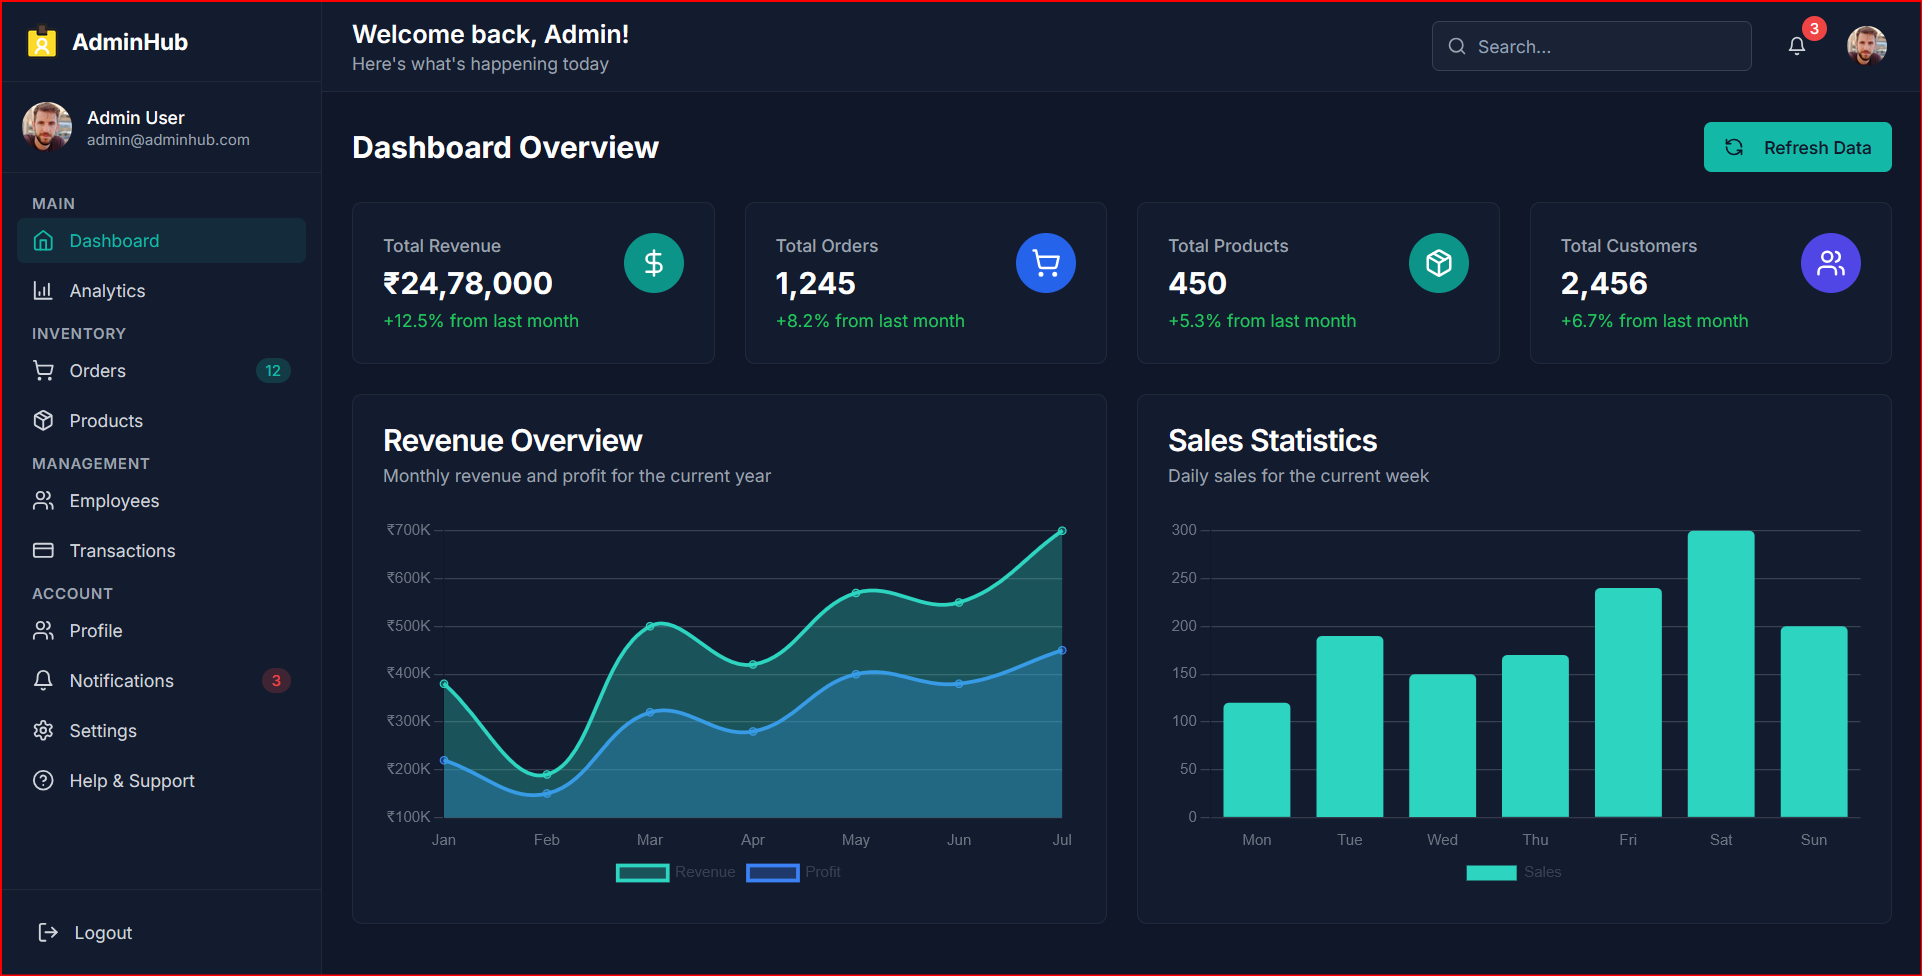 AdminHub
Admin User
admin@adminhub.com
MAIN
Dashboard
Analytics
INVENTORY
Orders 12
Products
MANAGEMENT
Employees
Transactions
ACCOUNT
Profile
Notifications 3
Settings
Help & Support
Logout
Welcome back, Admin!
Here's what's happening today
Search...
3
Dashboard Overview
Refresh Data
Total Revenue
₹24,78,000
+12.5% from last month
Total Orders
1,245
+8.2% from last month
Total Products
450
+5.3% from last month
Total Customers
2,456
+6.7% from last month
Revenue Overview
Monthly revenue and profit for the current year
₹700K
₹600K
₹500K
₹400K
₹300K
₹200K
₹100K
Jan Feb Mar Apr May Jun Jul
Revenue Profit
Sales Statistics
Daily sales for the current week
300
250
200
150
100
50
0
Mon Tue Wed Thu Fri Sat Sun
Sales